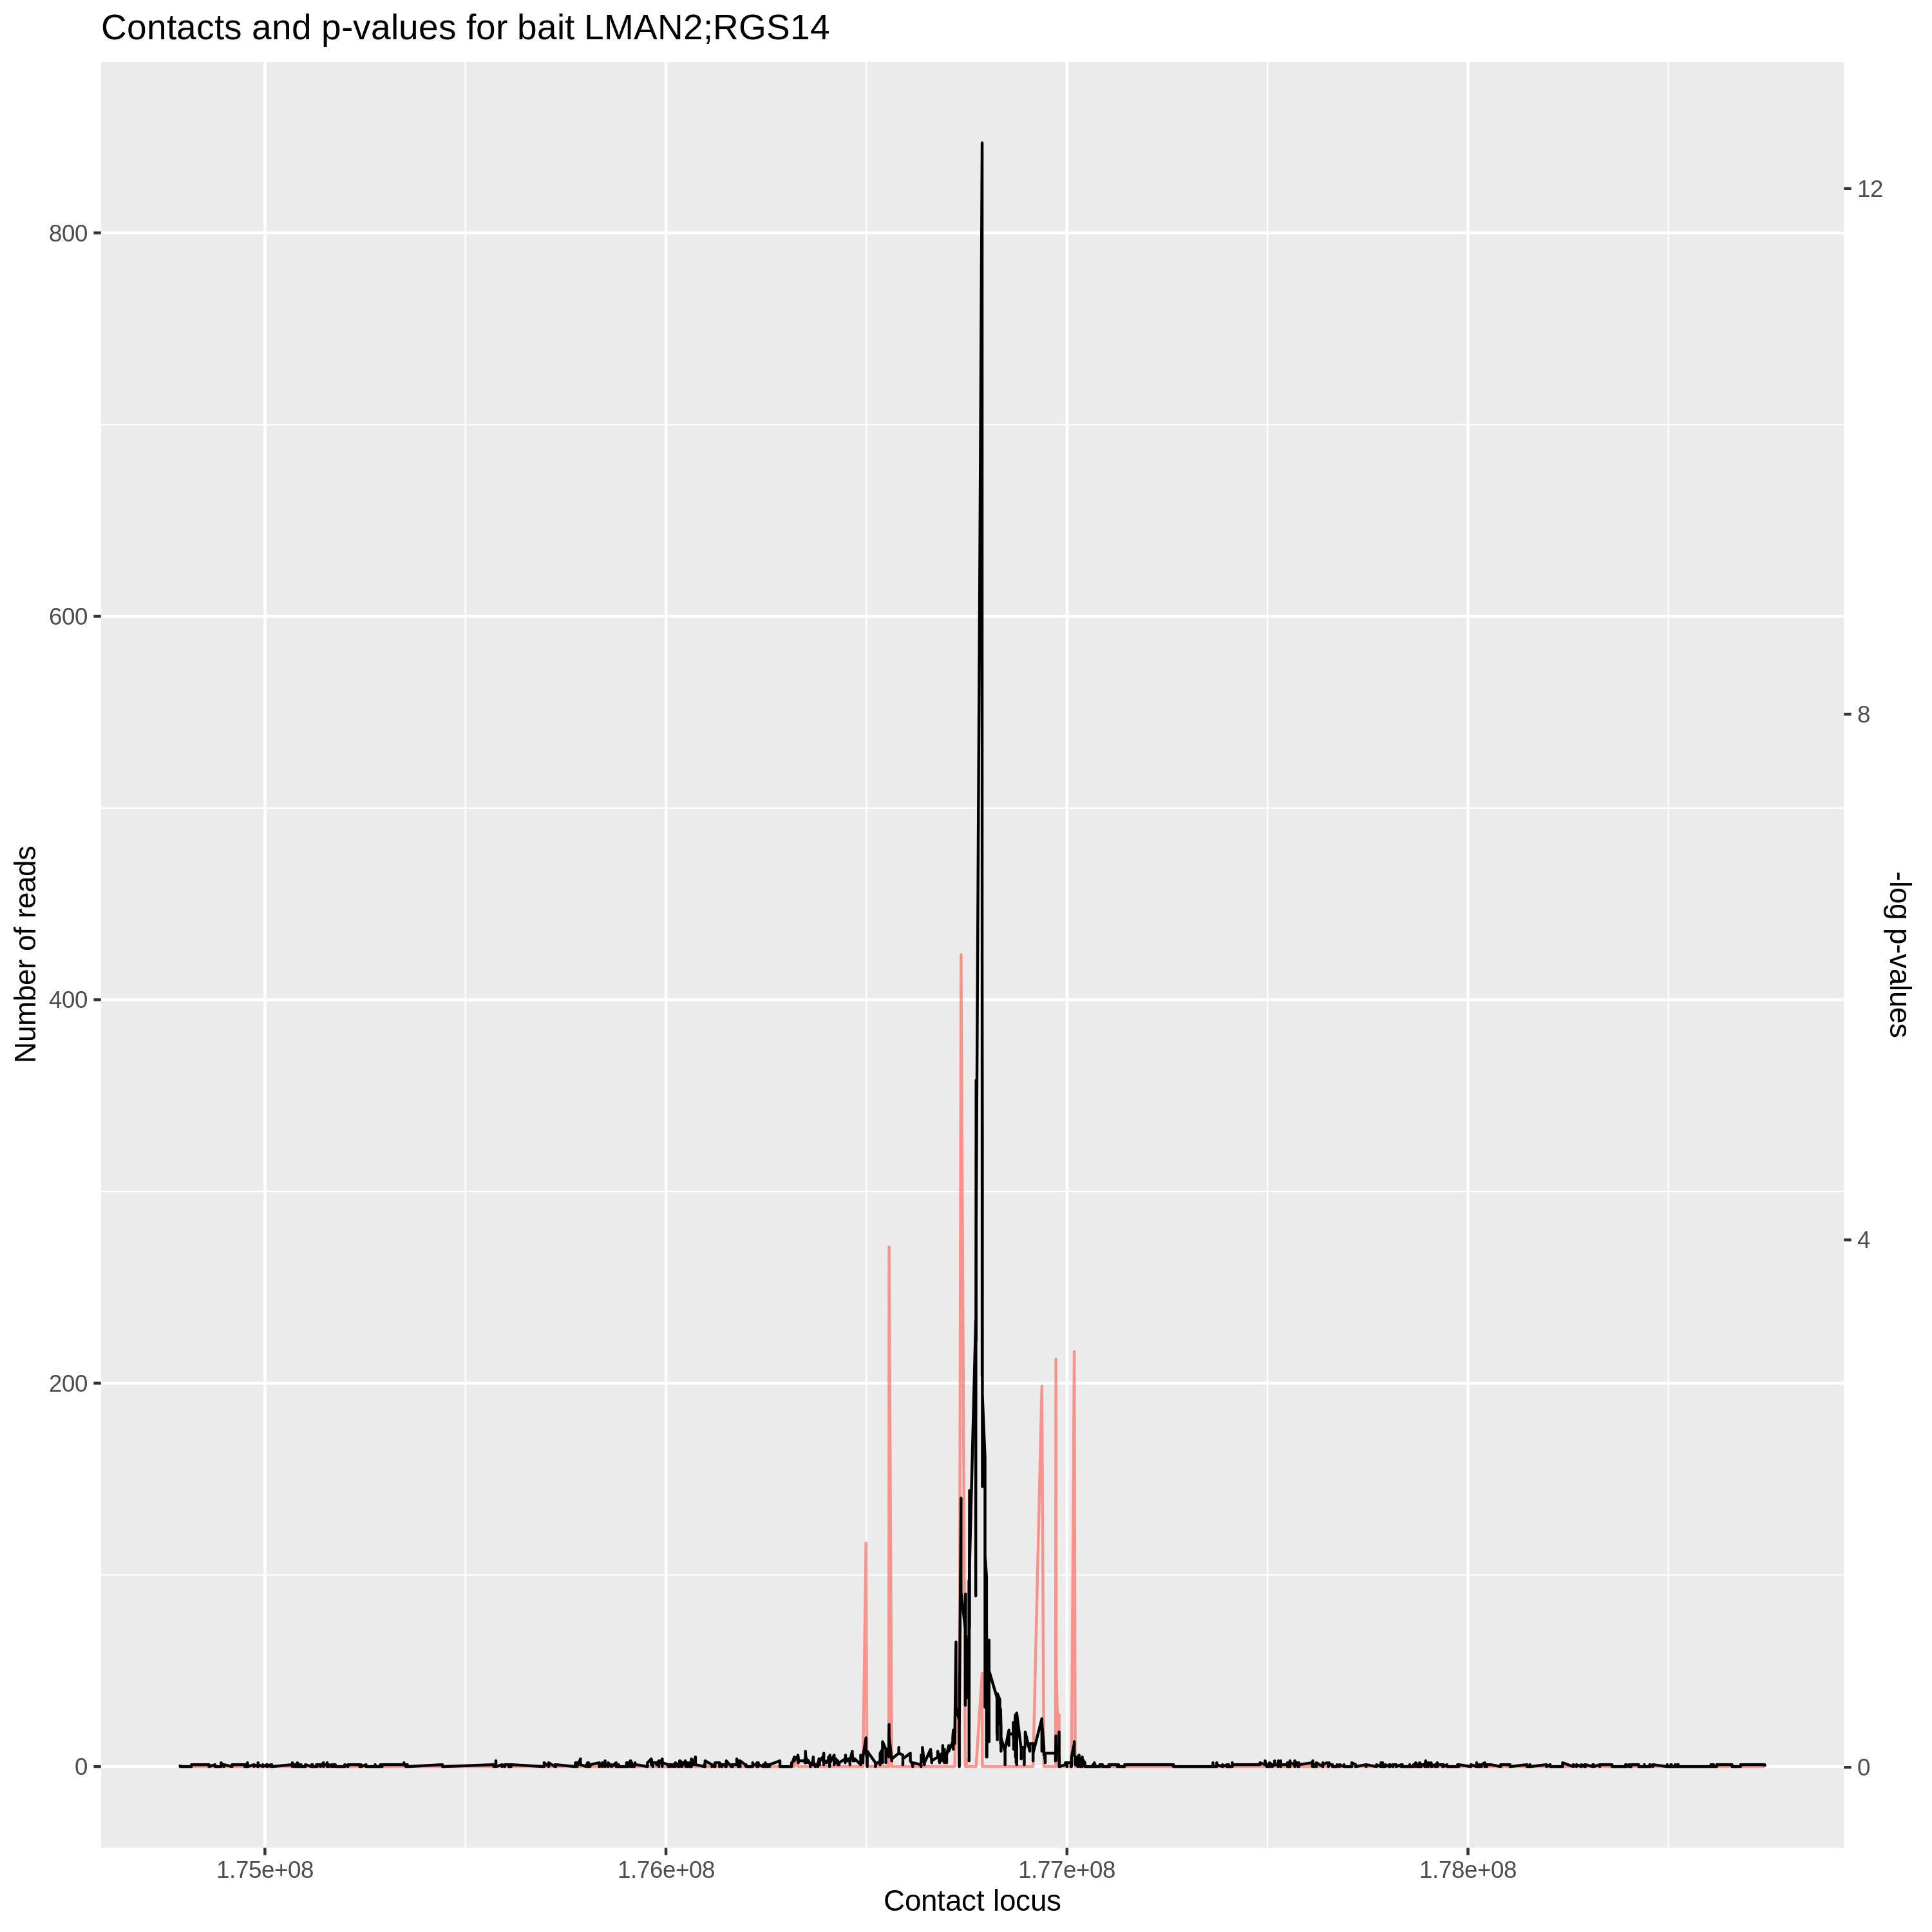 Contacts and p-values for bait LMAN2;RGS14
800
600
400
200
0
12
8
4
0
Number of reads
-log p-values
1.75e+08
1.76e+08
1.77e+08
1.78e+08
Contact locus